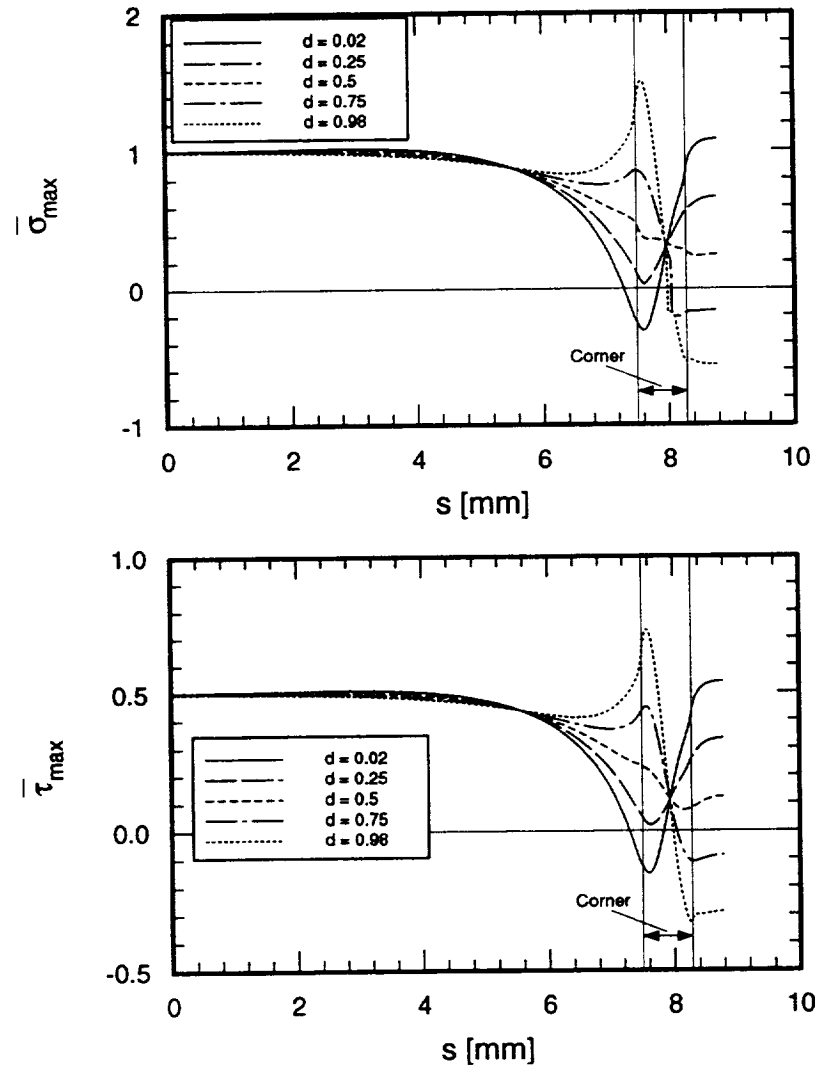 2
d = 0.02
d = 0.25
d = 0.5
d = 0.75
d = 0.98
1
σ̅max
0
Corner
-1
0 2 4 6 8 10
s [mm]
1.0
0.5
d = 0.02
d = 0.25
d = 0.5
d = 0.75
d = 0.98
τ̅max
0.0
Corner
-0.5
0 2 4 6 8 10
s [mm]